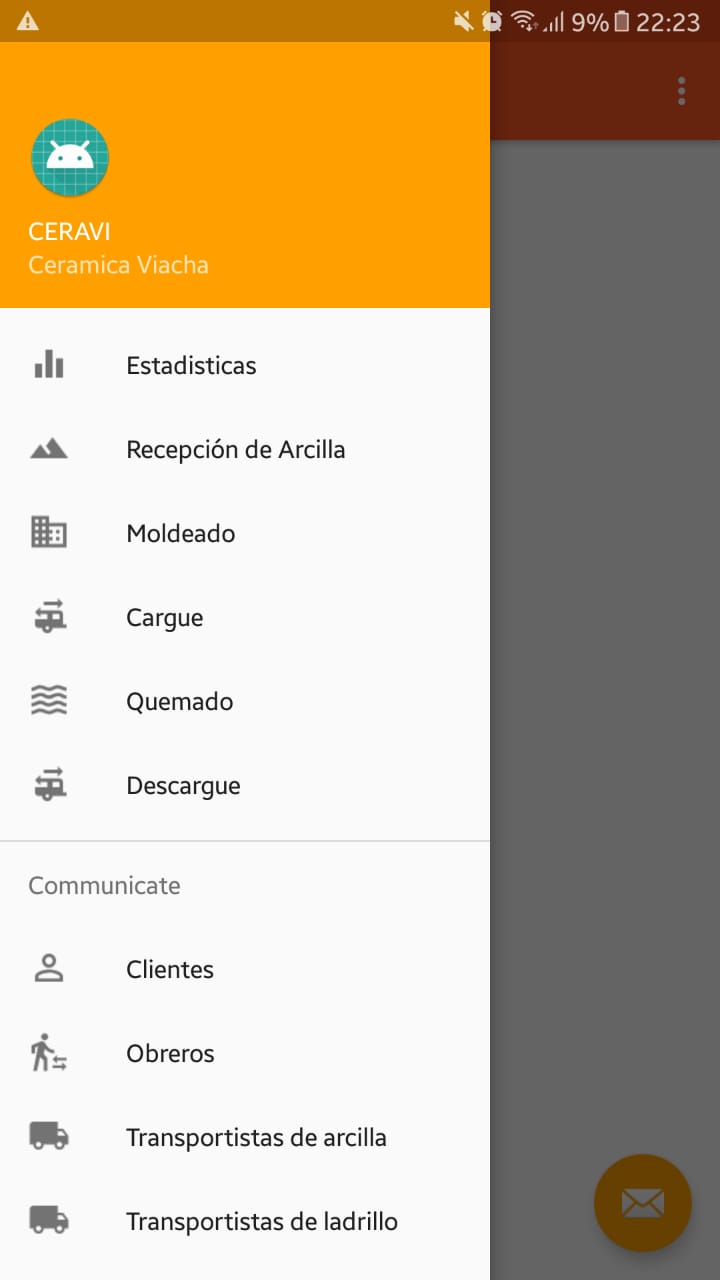 9% 22:23
CERAVI
Ceramica Viacha
Estadisticas
Recepción de Arcilla
Moldeado
Cargue
Quemado
Descargue
Communicate
Clientes
Obreros
Transportistas de arcilla
Transportistas de ladrillo